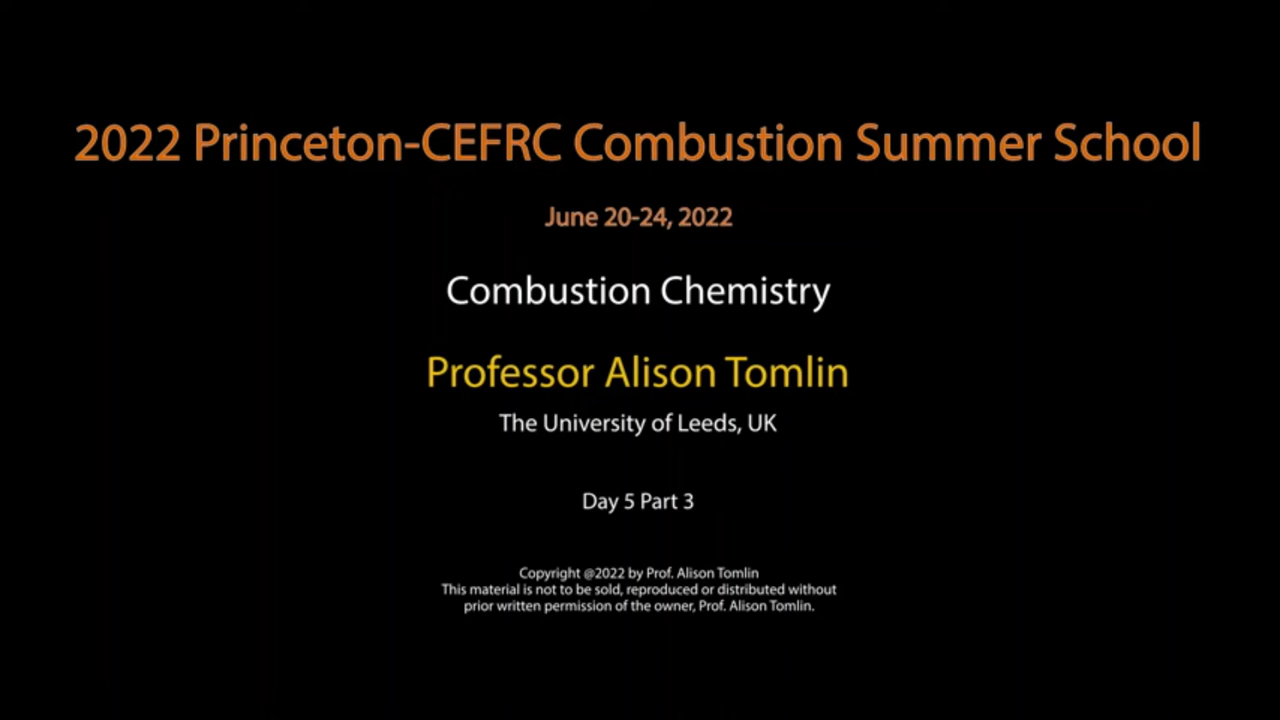 2022 Princeton-CEFRC Combustion Summer School
June 20-24, 2022
Combustion Chemistry
Professor Alison Tomlin
The University of Leeds, UK
Day 5 Part 3
Copyright @2022 by Prof. Alison Tomlin
This material is not to be sold, reproduced or distributed without
prior written permission of the owner, Prof. Alison Tomlin.